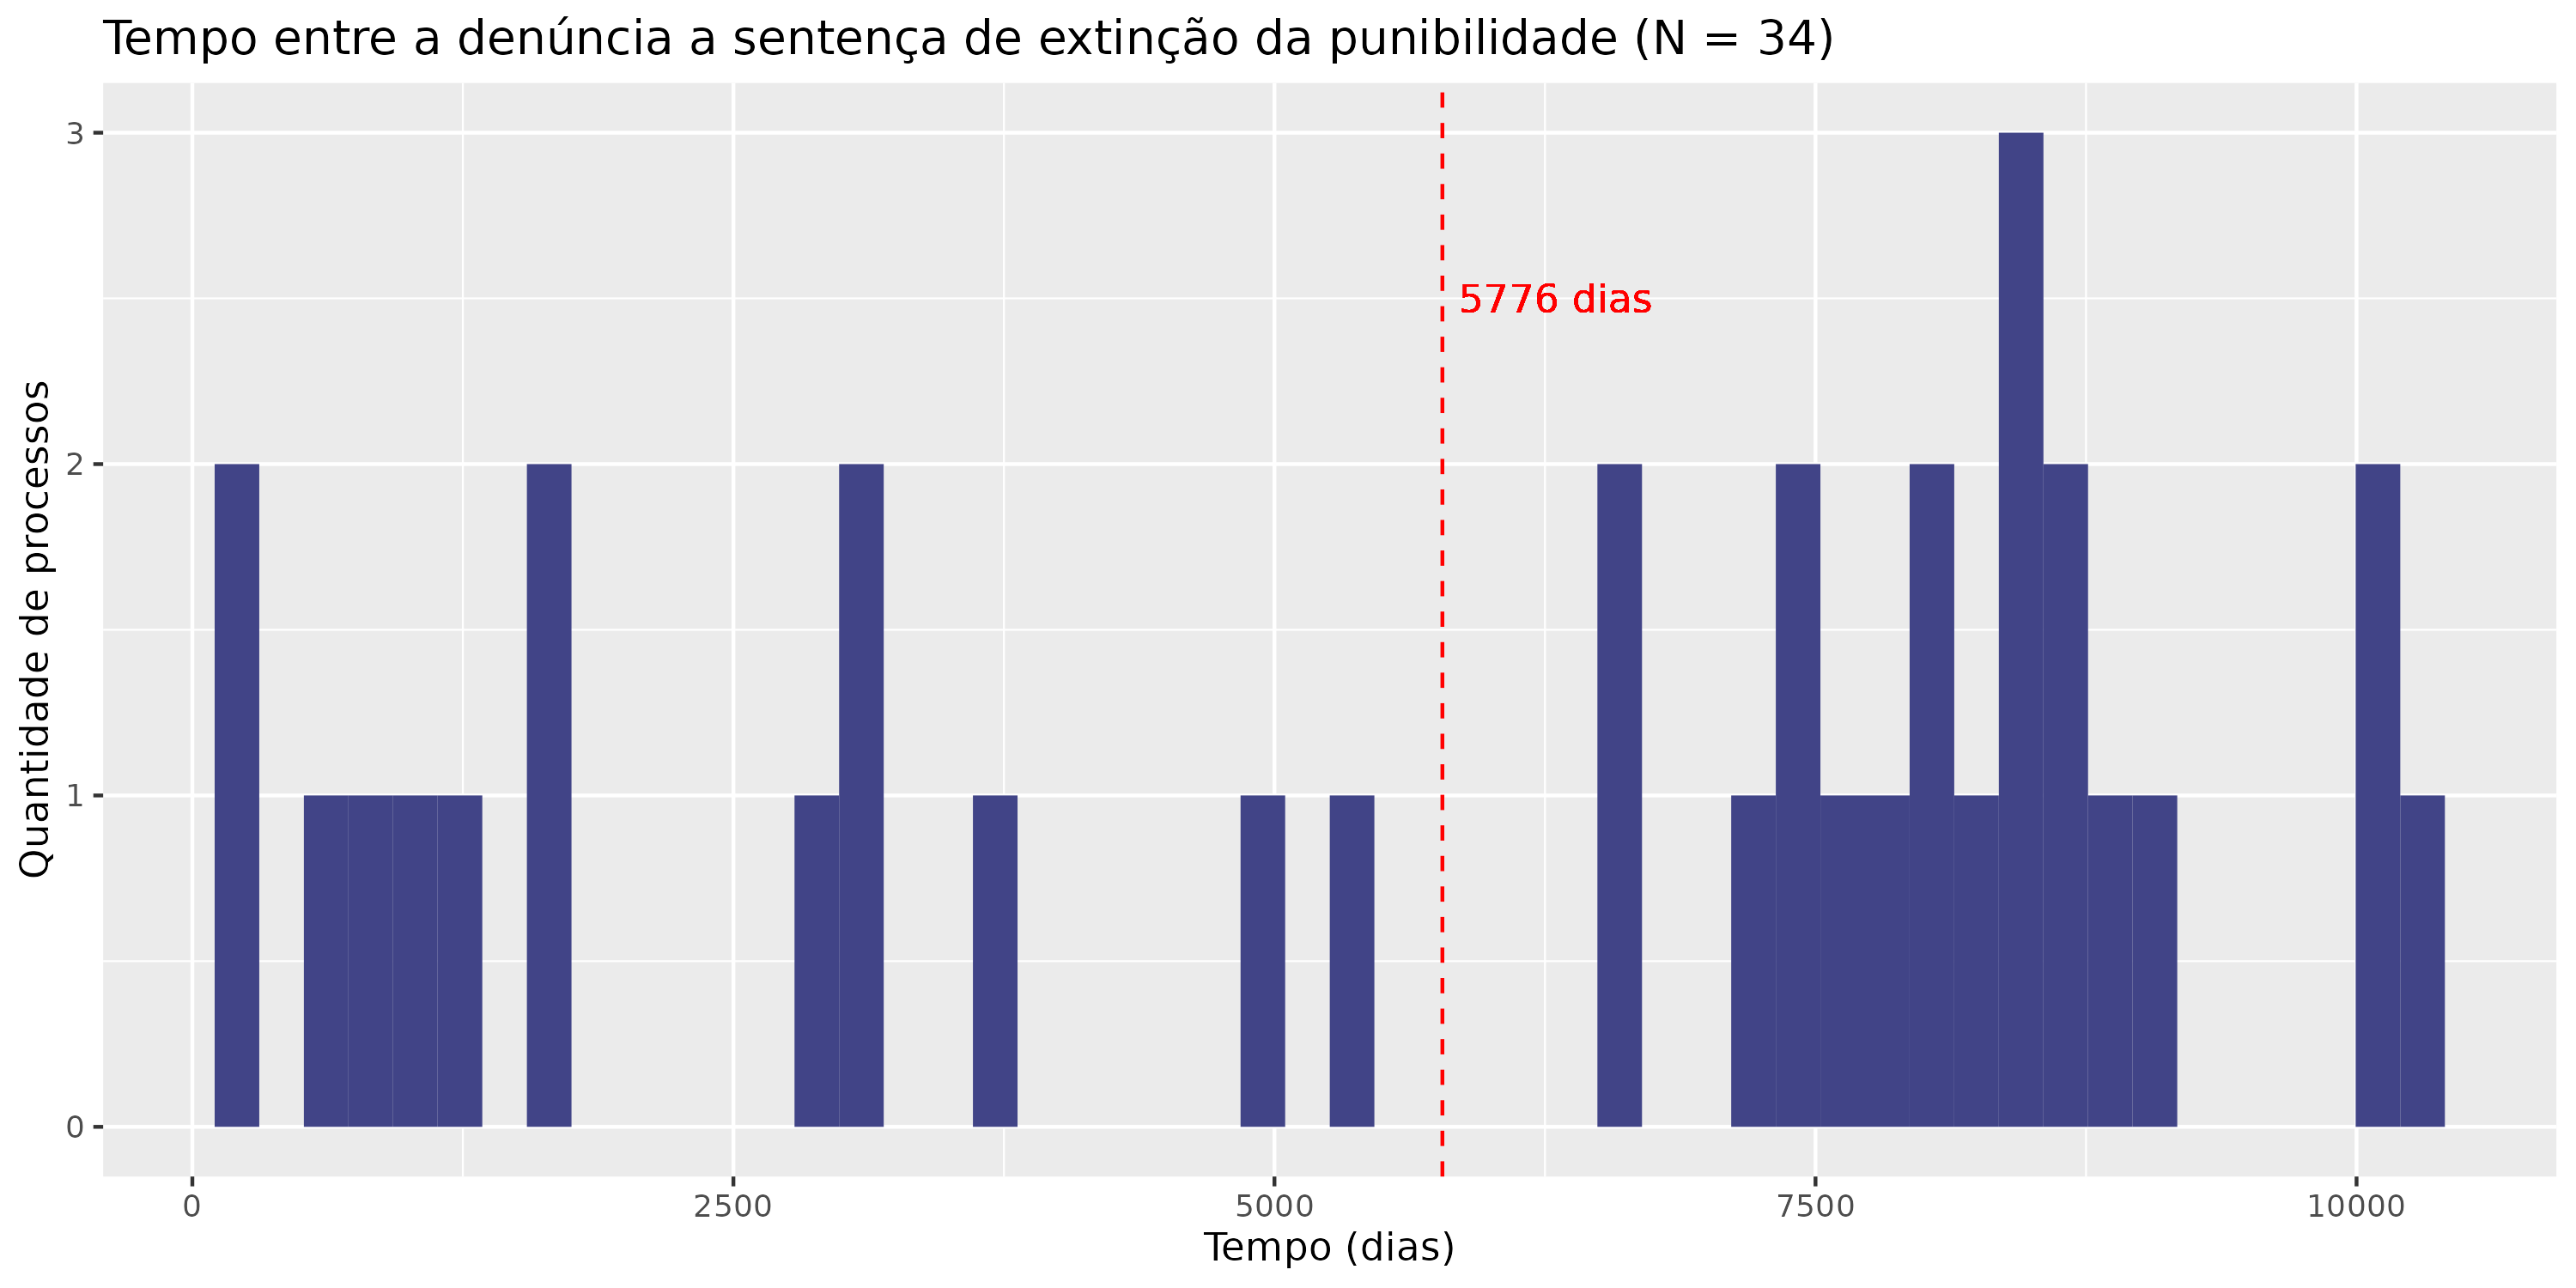 Tempo entre a denúncia a sentença de extinção da punibilidade (N = 34)
Quantidade de processos
3
2
1
0
5776 dias
0
2500
5000
7500
10000
Tempo (dias)